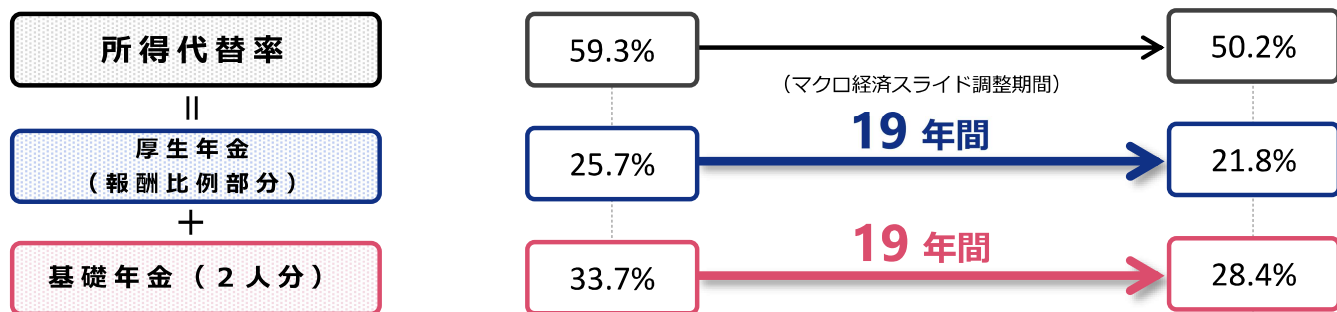 所得代替率
59.3%
50.2%
(マクロ経済スライド調整期間)
||
厚生年金
(報酬比例部分)
25.7%
19 年間
21.8%
+
基礎年金(2人分)
33.7%
19 年間
28.4%